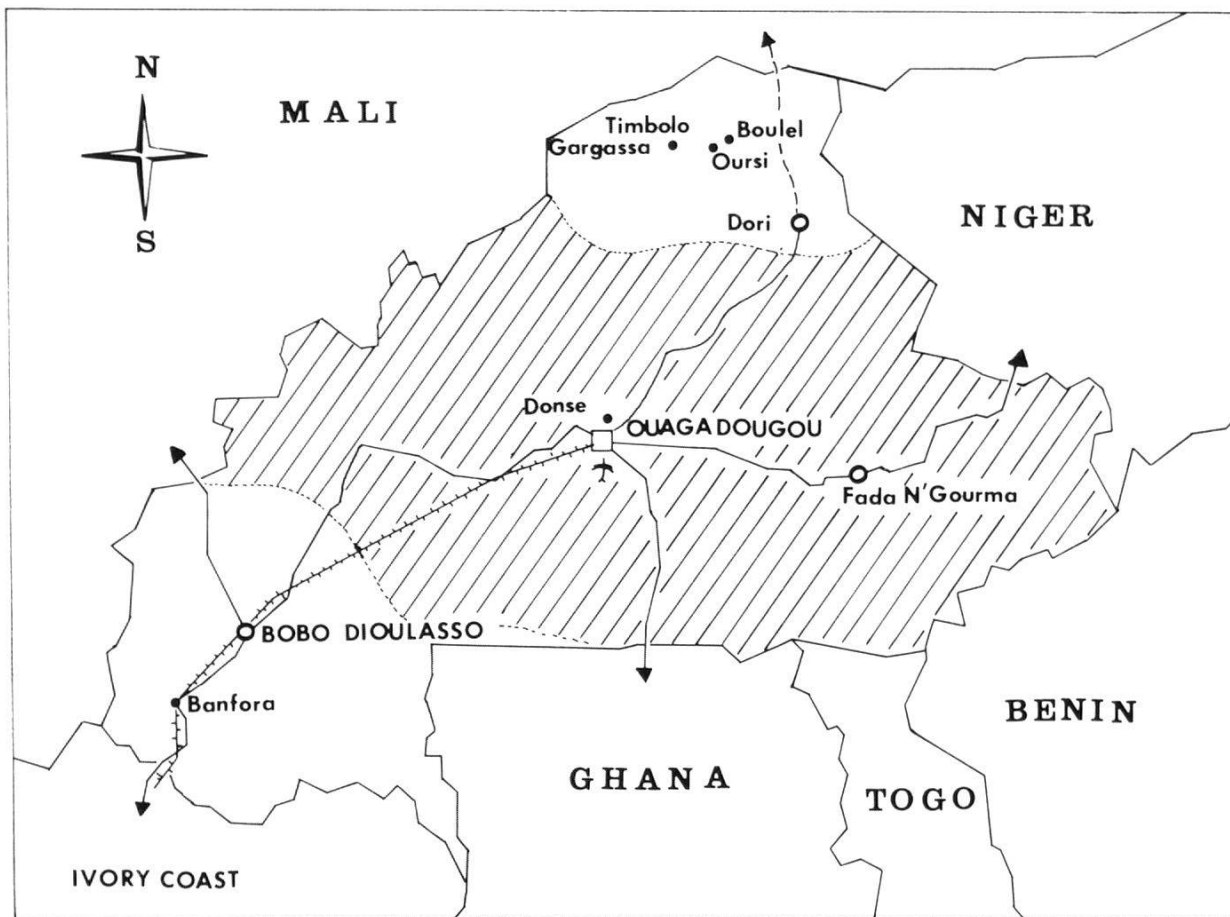 N
MALI
S
Timbolo
Gargassa
Boulel
Oursi
Dori
NIGER
Donse
OUAGADOUGOU
Fada N'Gourma
BOBO DIOULASSO
Banfora
BENIN
GHANA
TOGO
IVORY COAST